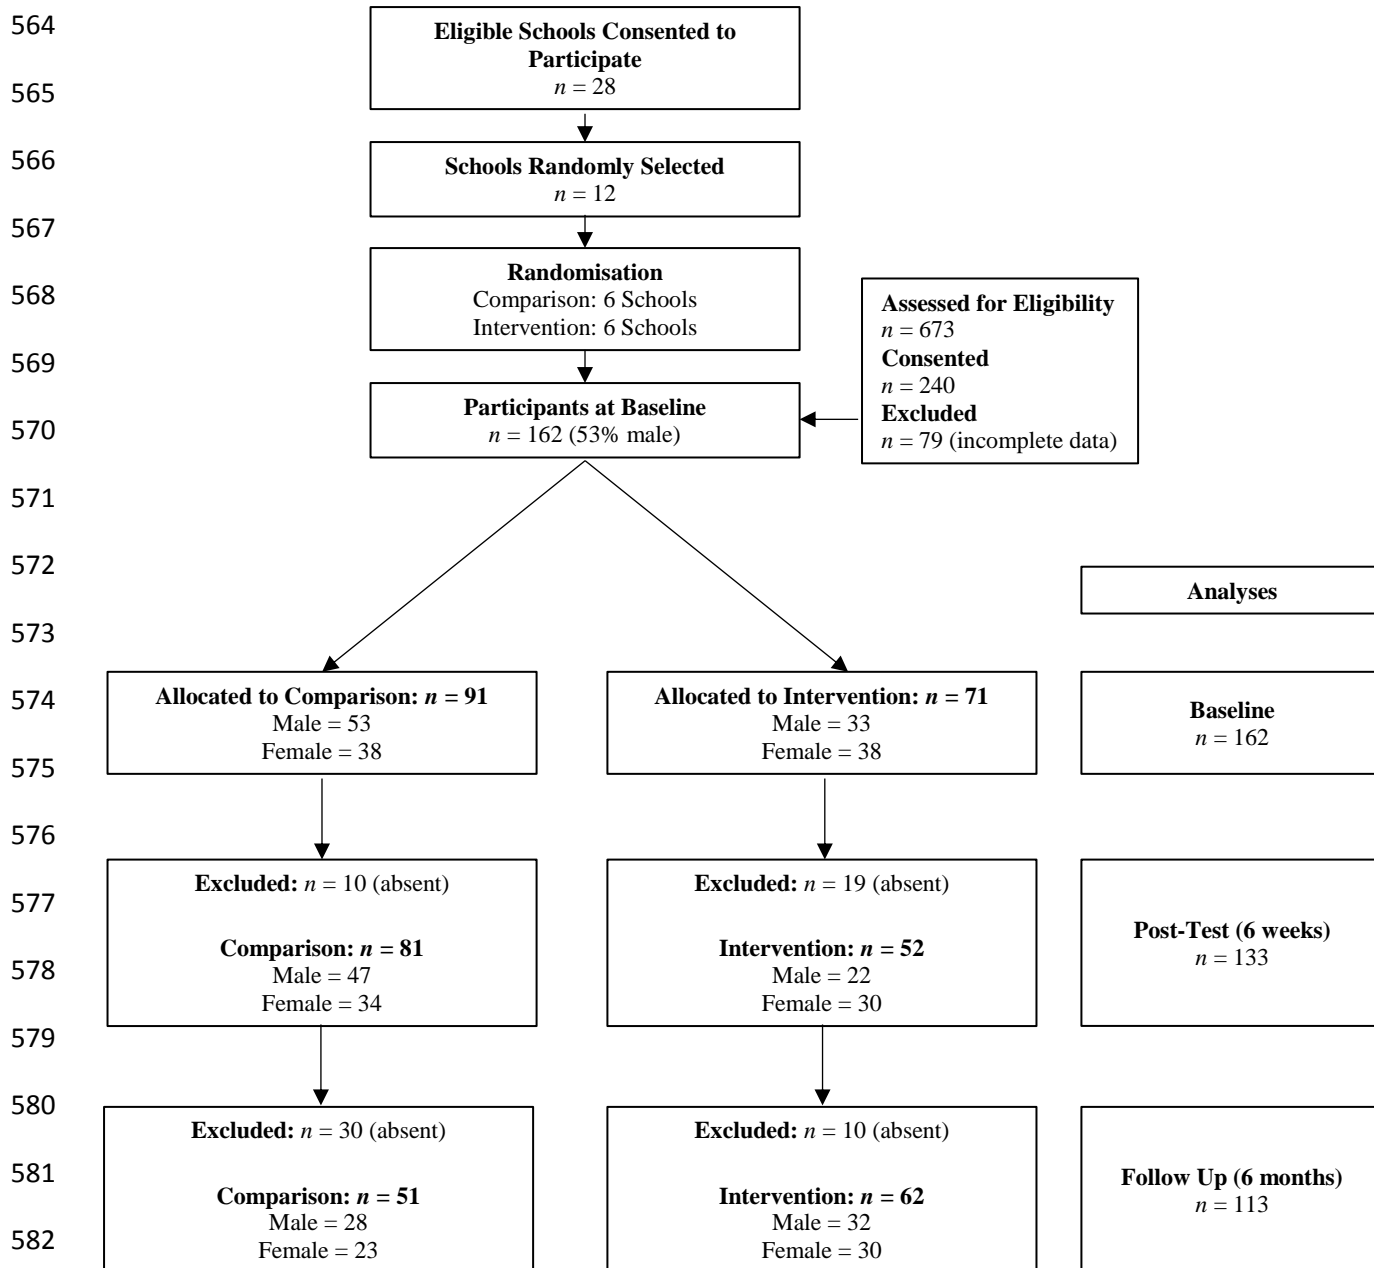 564
Eligible Schools Consented to
Participate
n = 28
565
566
Schools Randomly Selected
n = 12
567
Randomisation
Comparison: 6 Schools
Intervention: 6 Schools
568
Assessed for Eligibility
n = 673
Consented
n = 240
Excluded
n = 79 (incomplete data)
569
Participants at Baseline
n = 162 (53% male)
570
571
572
Analyses
573
574
Allocated to Comparison: n = 91
Male = 53
Female = 38
Allocated to Intervention: n = 71
Male = 33
Female = 38
Baseline
n = 162
575
576
Excluded: n = 10 (absent)
Comparison: n = 81
Male = 47
Female = 34
Excluded: n = 19 (absent)
Intervention: n = 52
Male = 22
Female = 30
Post-Test (6 weeks)
n = 133
577
578
579
580
Excluded: n = 30 (absent)
Comparison: n = 51
Male = 28
Female = 23
Excluded: n = 10 (absent)
Intervention: n = 62
Male = 32
Female = 30
Follow Up (6 months)
n = 113
581
582